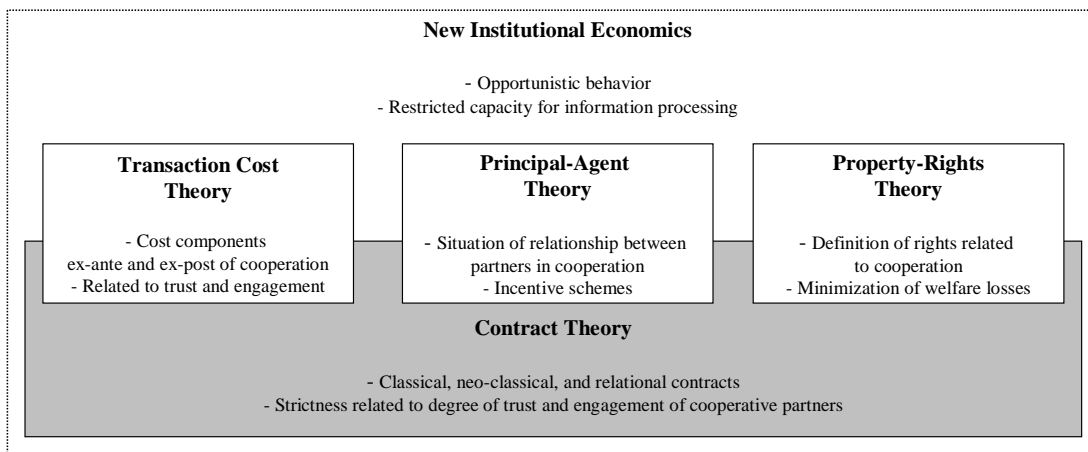 New Institutional Economics
- Opportunistic behavior
- Restricted capacity for information processing
Transaction Cost
Theory
- Cost components
ex-ante and ex-post of cooperation
- Related to trust and engagement
Principal-Agent
Theory
- Situation of relationship between
partners in cooperation
- Incentive schemes
Property-Rights
Theory
- Definition of rights related
to cooperation
- Minimization of welfare losses
Contract Theory
- Classical, neo-classical, and relational contracts
- Strictness related to degree of trust and engagement of cooperative partners